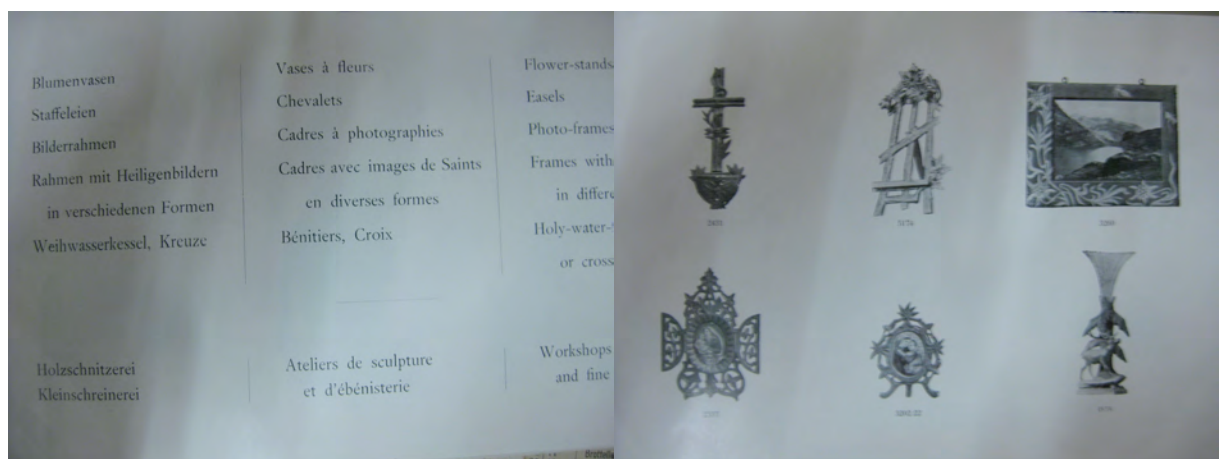 Blumenvasen
Staffeleien
Bilderrahmen
Rahmen mit Heiligenbildern
in verschiedenen Formen
Weihwasserkessel, Kreuze
Vases à fleurs
Chevalets
Cadres à photographies
Cadres avec images de Saints
en diverses formes
Bénitiers, Croix
Flower-stands
Easels
Photo-frames
Frames with
in differe
Holy-water-
or cross
Holzschnitzerei
Kleinschreinerei
Ateliers de sculpture
et d'ébénisterie
Workshops
and fine